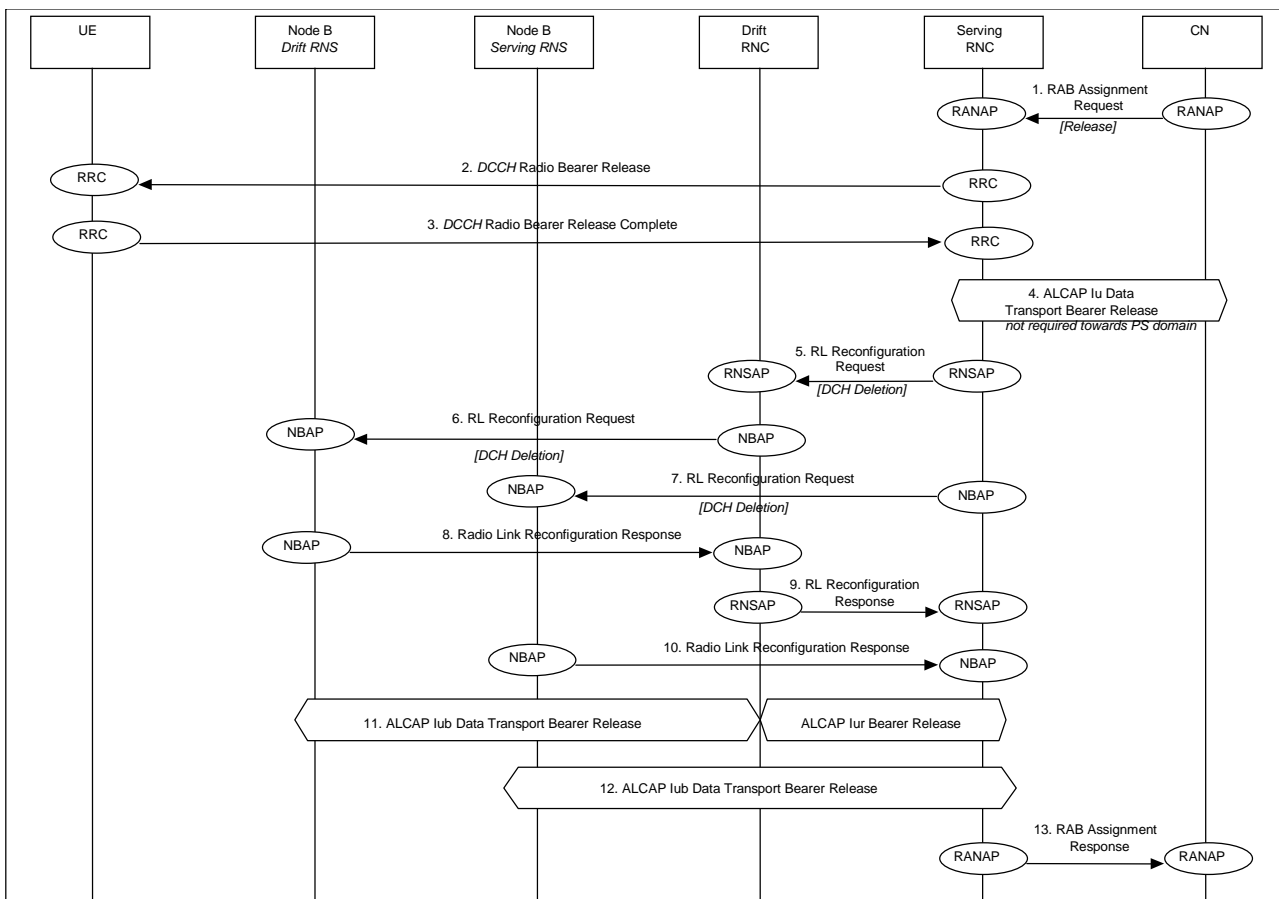 UE
Node B
Drift RNS
Node B
Serving RNS
Drift
RNC
Serving
RNC
CN
1. RAB Assignment
Request
[Release]
RANAP
RANAP
2. DCCH Radio Bearer Release
RRC
RRC
3. DCCH Radio Bearer Release Complete
RRC
RRC
4. ALCAP Iu Data
Transport Bearer Release
not required towards PS domain
5. RL Reconfiguration
Request
[DCH Deletion]
RNSAP
RNSAP
6. RL Reconfiguration Request
[DCH Deletion]
NBAP
NBAP
7. RL Reconfiguration Request
[DCH Deletion]
NBAP
NBAP
8. Radio Link Reconfiguration Response
NBAP
NBAP
9. RL Reconfiguration
Response
RNSAP
RNSAP
10. Radio Link Reconfiguration Response
NBAP
NBAP
11. ALCAP Iub Data Transport Bearer Release
ALCAP Iur Bearer Release
12. ALCAP Iub Data Transport Bearer Release
13. RAB Assignment
Response
RANAP
RANAP